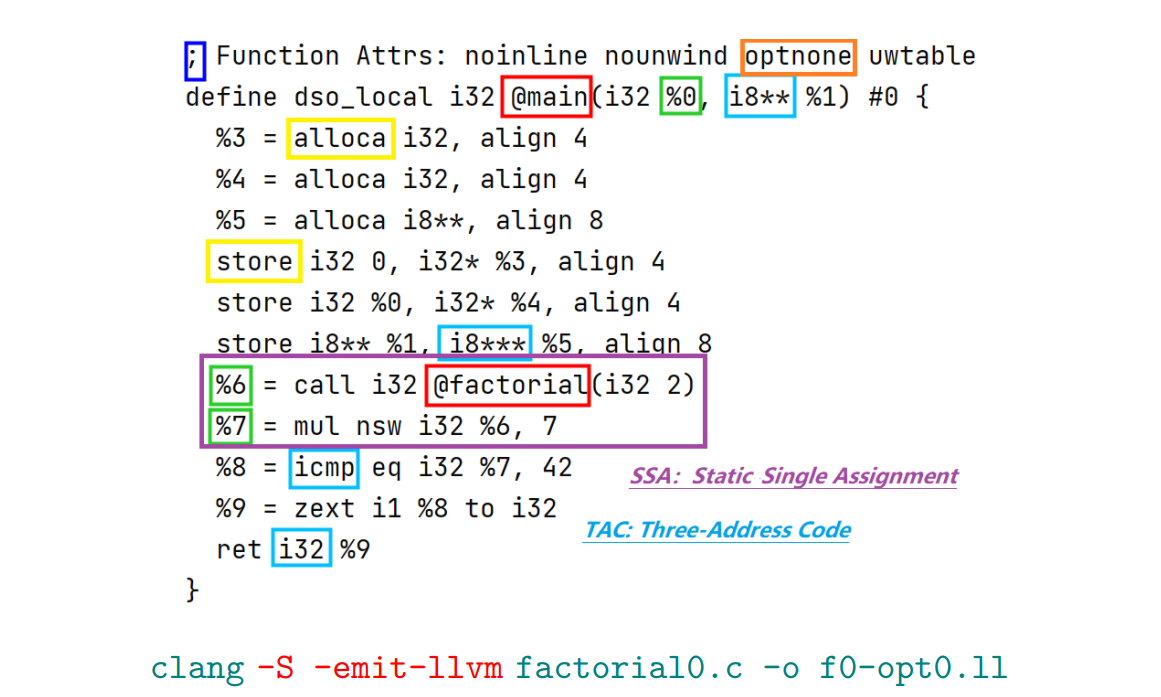 ; Function Attrs: noinline nounwind optnone uwtable
define dso_local i32 @main(i32 %0, i8** %1) #0 {
%3 = alloca i32, align 4
%4 = alloca i32, align 4
%5 = alloca i8**, align 8
store i32 0, i32* %3, align 4
store i32 %0, i32* %4, align 4
store i8** %1, i8*** %5, align 8
%6 = call i32 @factorial(i32 2)
%7 = mul nsw i32 %6, 7
%8 = icmp eq i32 %7, 42
SSA: Static Single Assignment
%9 = zext i1 %8 to i32
TAC: Three-Address Code
ret i32 %9
}
clang -S -emit-llvm factorial0.c -o f0-opt0.ll